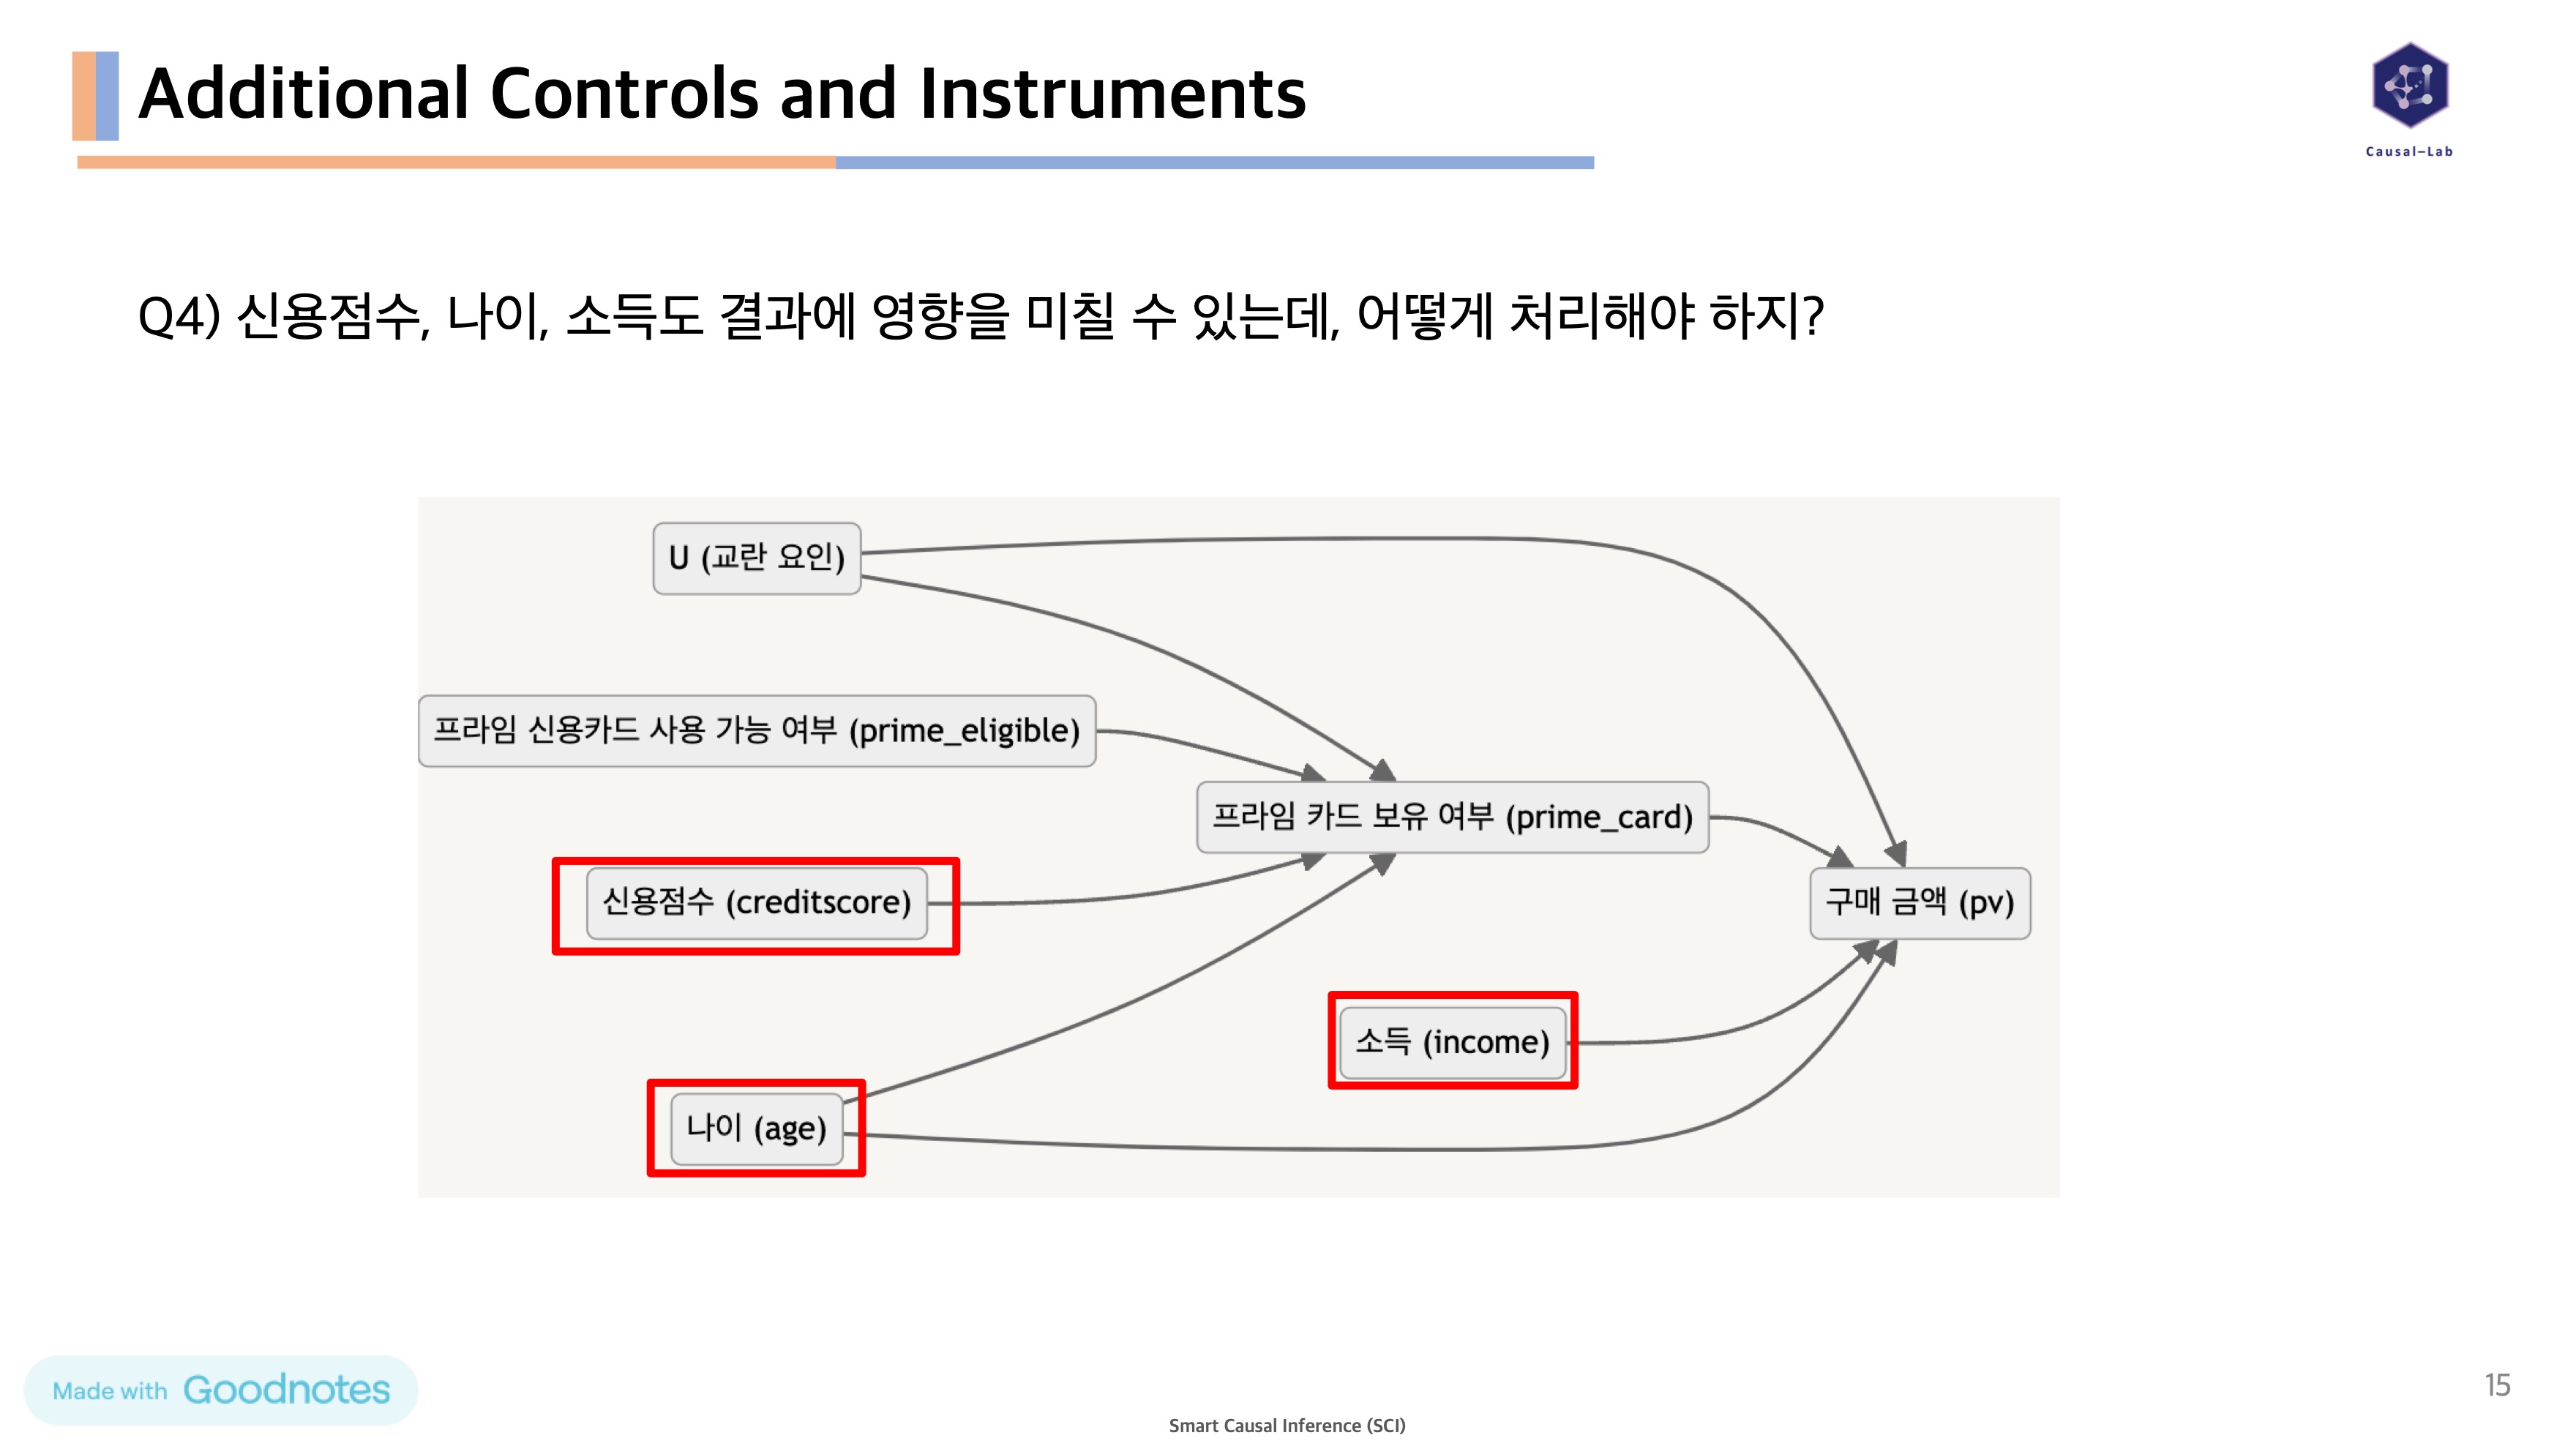 Additional Controls and Instruments
Causal-Lab
Q4) 신용점수, 나이, 소득도 결과에 영향을 미칠 수 있는데, 어떻게 처리해야 하지?
U (교란 요인)
프라임 신용카드 사용 가능 여부 (prime_eligible)
프라임 카드 보유 여부 (prime_card)
신용점수 (creditscore)
구매 금액 (pv)
소득 (income)
나이 (age)
Made with Goodnotes
15
Smart Causal Inference (SCI)